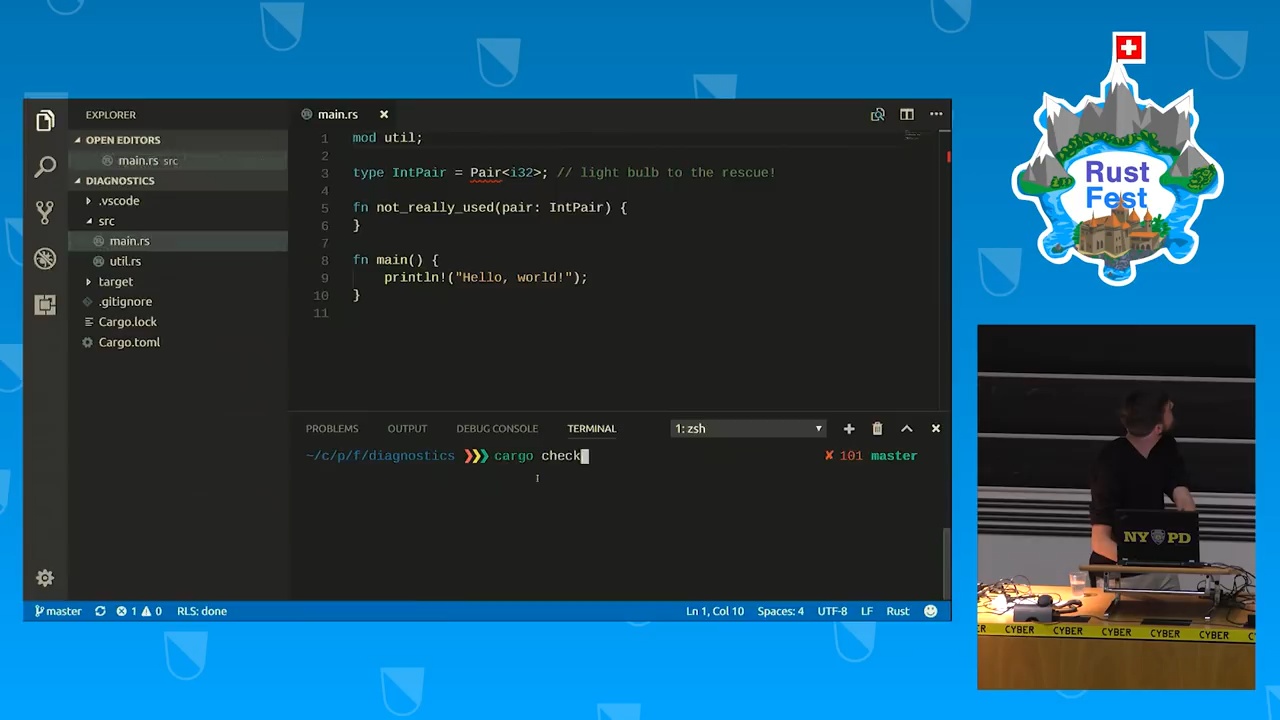 EXPLORER
OPEN EDITORS
main.rs src
DIAGNOSTICS
.vscode
src
main.rs
util.rs
target
.gitignore
Cargo.lock
Cargo.toml
main.rs
1 mod util;
2
3 type IntPair = Pair<i32>; // light bulb to the rescue!
4
5 fn not_really_used(pair: IntPair) {
6 }
7
8 fn main() {
9 println!("Hello, world!");
10 }
11
PROBLEMS OUTPUT DEBUG CONSOLE TERMINAL 1: zsh
~/c/p/f/diagnostics ❯❯❯ cargo check ✘ 101 master
master 1 0 RLS: done Ln 1, Col 10 Spaces: 4 UTF-8 LF Rust
Rust
Fest
NY PD
CYBER CYBER CYBER CYBER CYBER